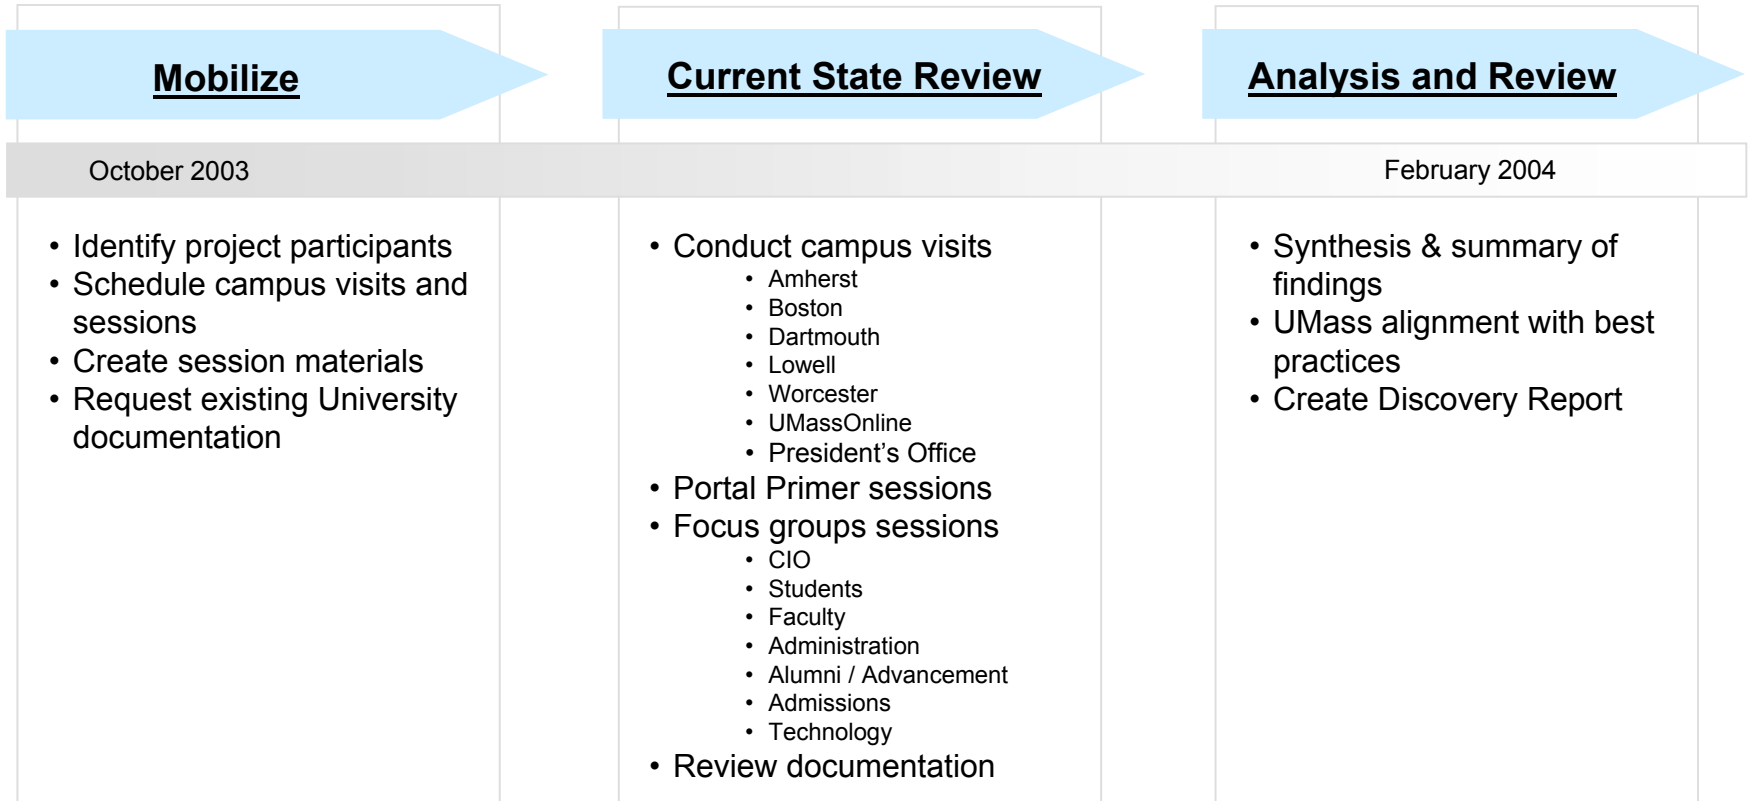 Mobilize
Current State Review
Analysis and Review
October 2003
February 2004
• Identify project participants
• Schedule campus visits and
sessions
• Create session materials
• Request existing University
documentation
• Conduct campus visits
• Amherst
• Boston
• Dartmouth
• Lowell
• Worcester
• UMassOnline
• President’s Office
• Portal Primer sessions
• Focus groups sessions
• CIO
• Students
• Faculty
• Administration
• Alumni / Advancement
• Admissions
• Technology
• Review documentation
• Synthesis & summary of
findings
• UMass alignment with best
practices
• Create Discovery Report